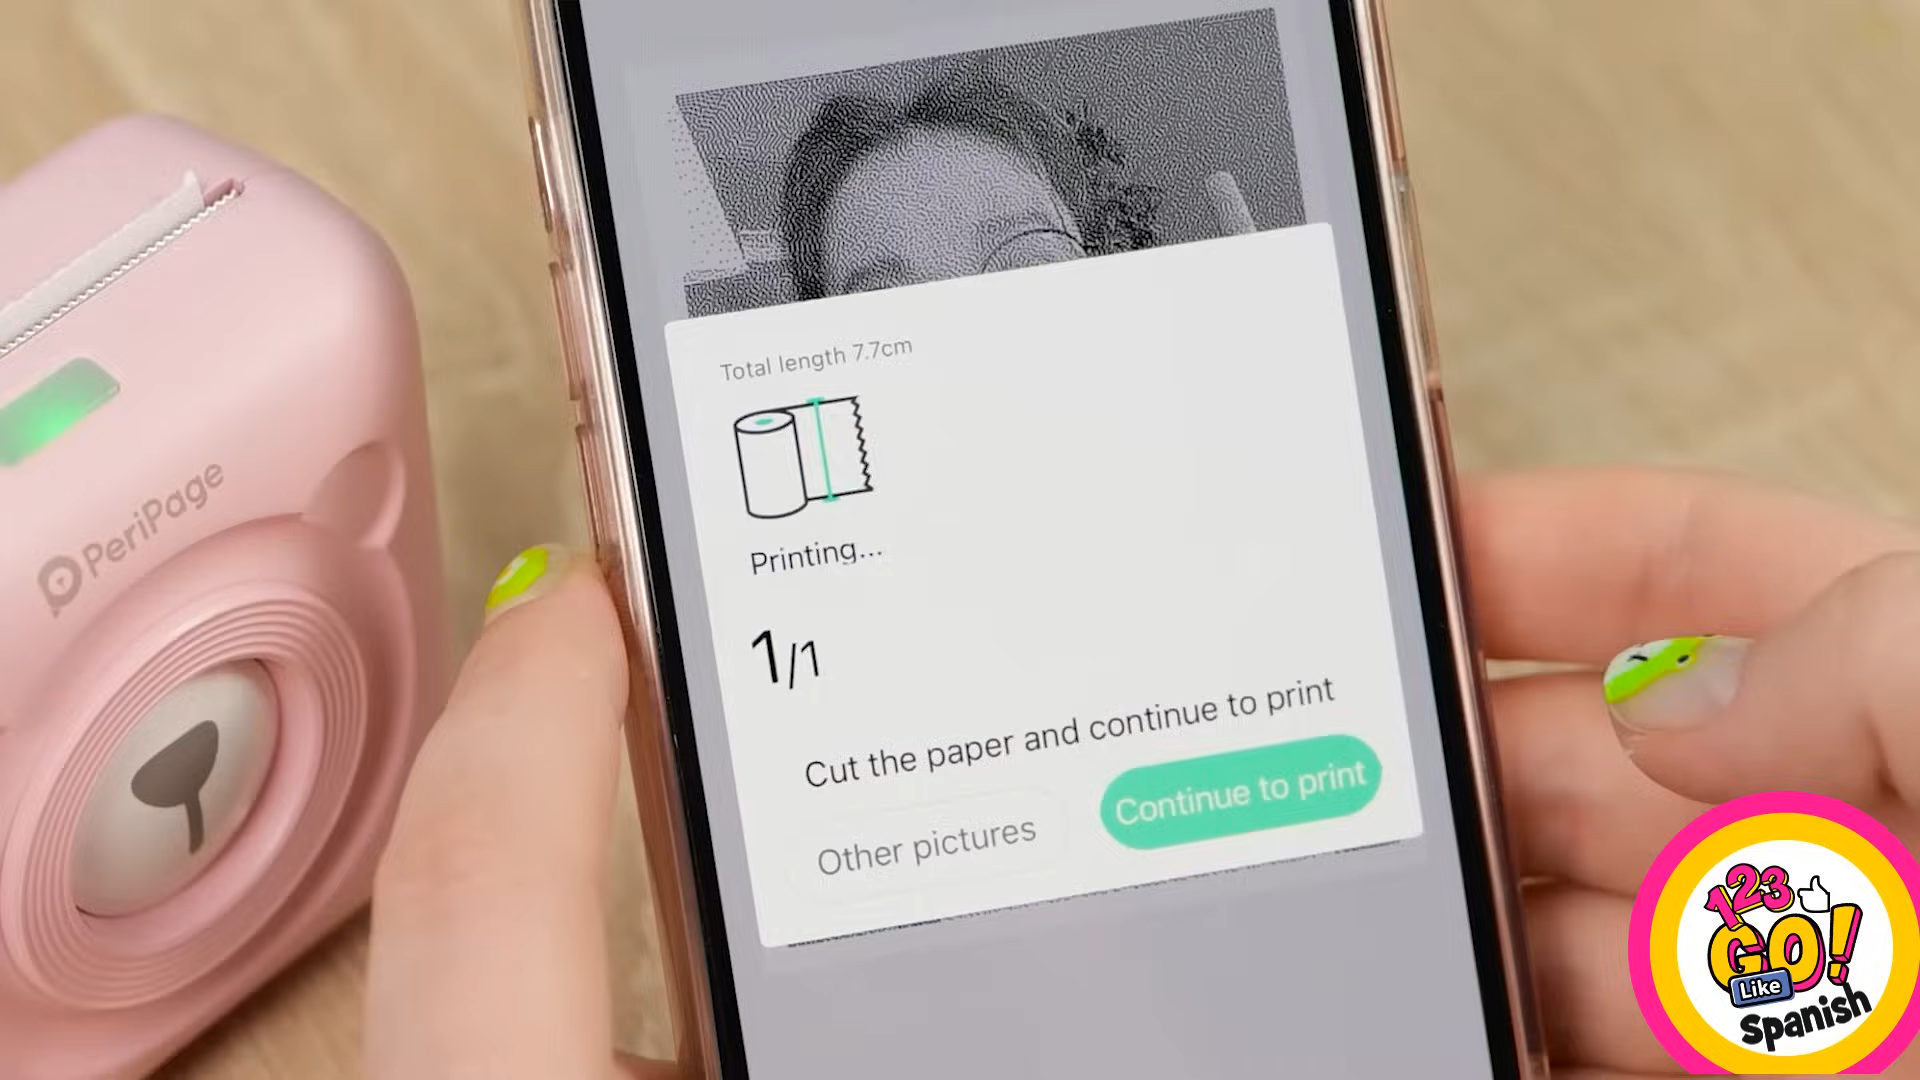 PeriPage
Total length 7.7cm
Printing...
1/1
Cut the paper and continue to print
Other pictures
Continue to print
123
GO!
Like
Spanish